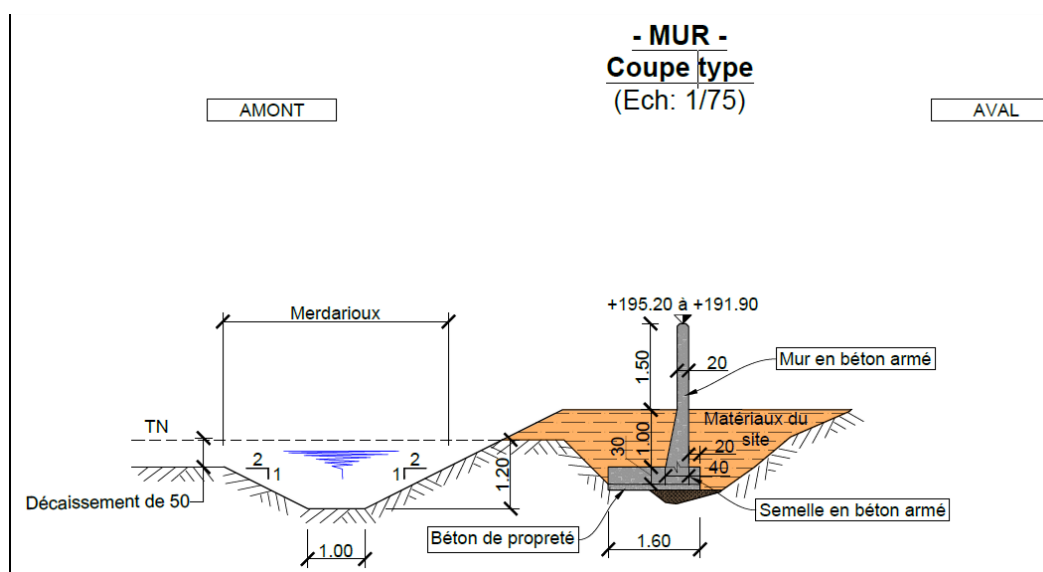 - MUR -
Coupe type
(Ech: 1/75)
AMONT
AVAL
Merdarioux
+195.20 à +191.90
1.50
20
Mur en béton armé
TN
Matériaux du
site
1.00
30
20
40
2
1
2
1
1.20
Décaissement de 50
Semelle en béton armé
Béton de propreté
1.00
1.60